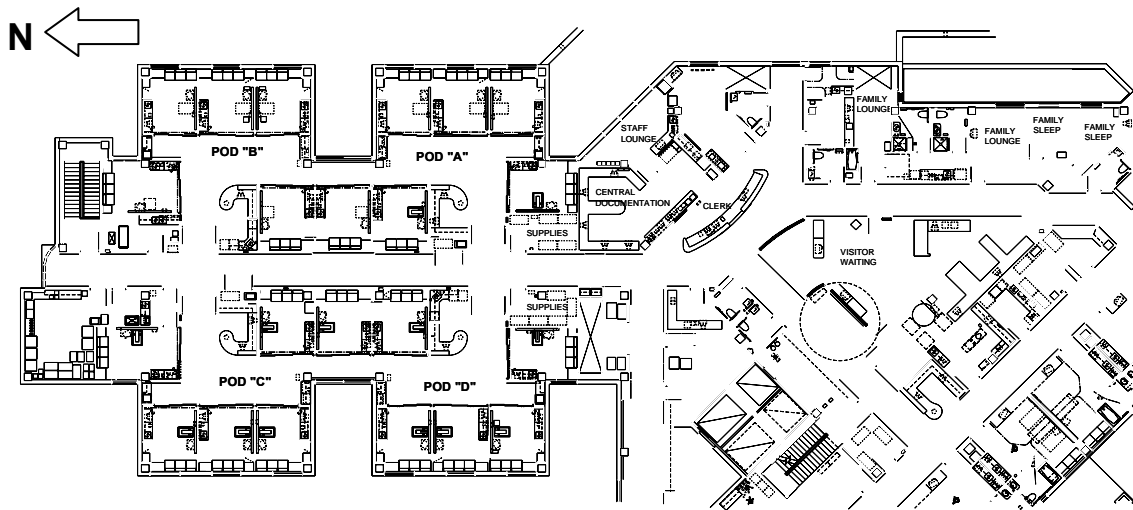 N
POD "B"
POD "A"
STAFF
LOUNGE
FAMILY
LOUNGE
FAMILY
LOUNGE
FAMILY
SLEEP
FAMILY
SLEEP
CENTRAL
DOCUMENTATION
CLERK
SUPPLIES
VISITOR
WAITING
SUPPLIES
POD "C"
POD "D"